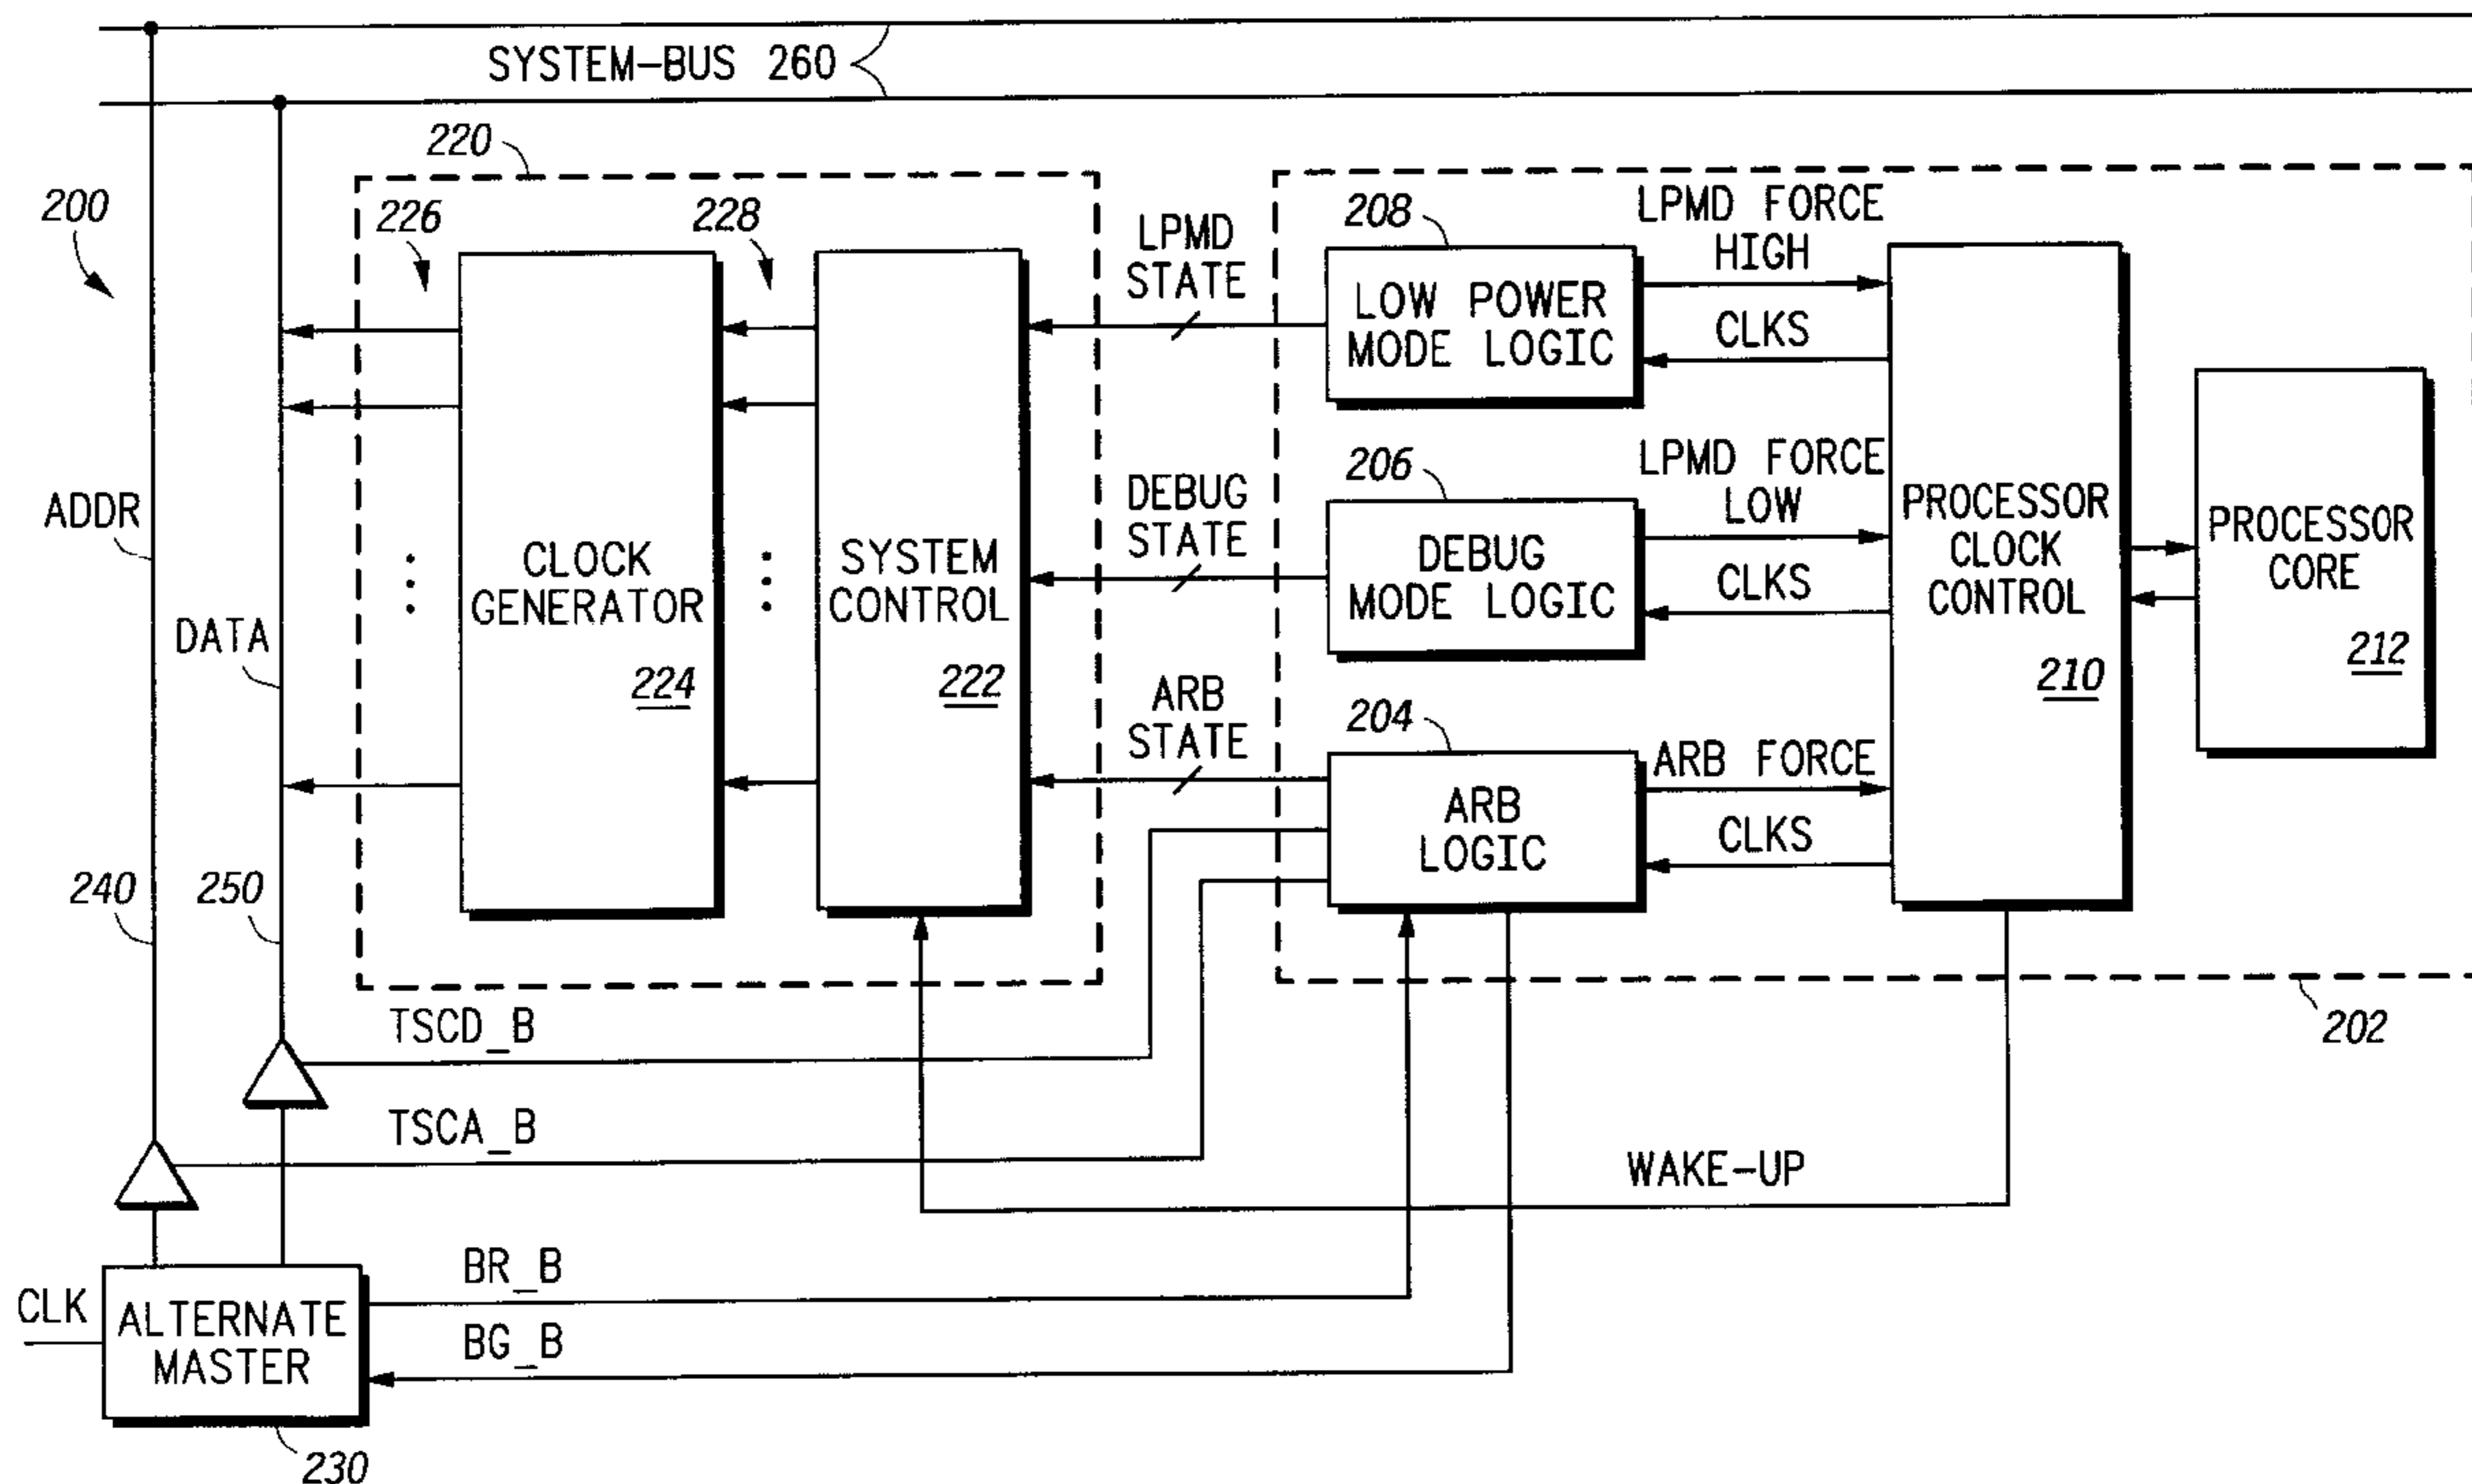 SYSTEM-BUS 260
220
200
226
228
LPMD
STATE
208
LPMD FORCE
HIGH
LOW POWER
MODE LOGIC
CLKS
ADDR
DEBUG
STATE
206
LPMD FORCE
LOW
DEBUG
MODE LOGIC
CLKS
CLOCK
GENERATOR
224
SYSTEM
CONTROL
222
PROCESSOR
CLOCK
CONTROL
210
PROCESSOR
CORE
212
DATA
ARB
STATE
204
ARB FORCE
ARB
LOGIC
CLKS
240
250
202
TSCD_B
TSCA_B
WAKE-UP
BR_B
BG_B
CLK
ALTERNATE
MASTER
230